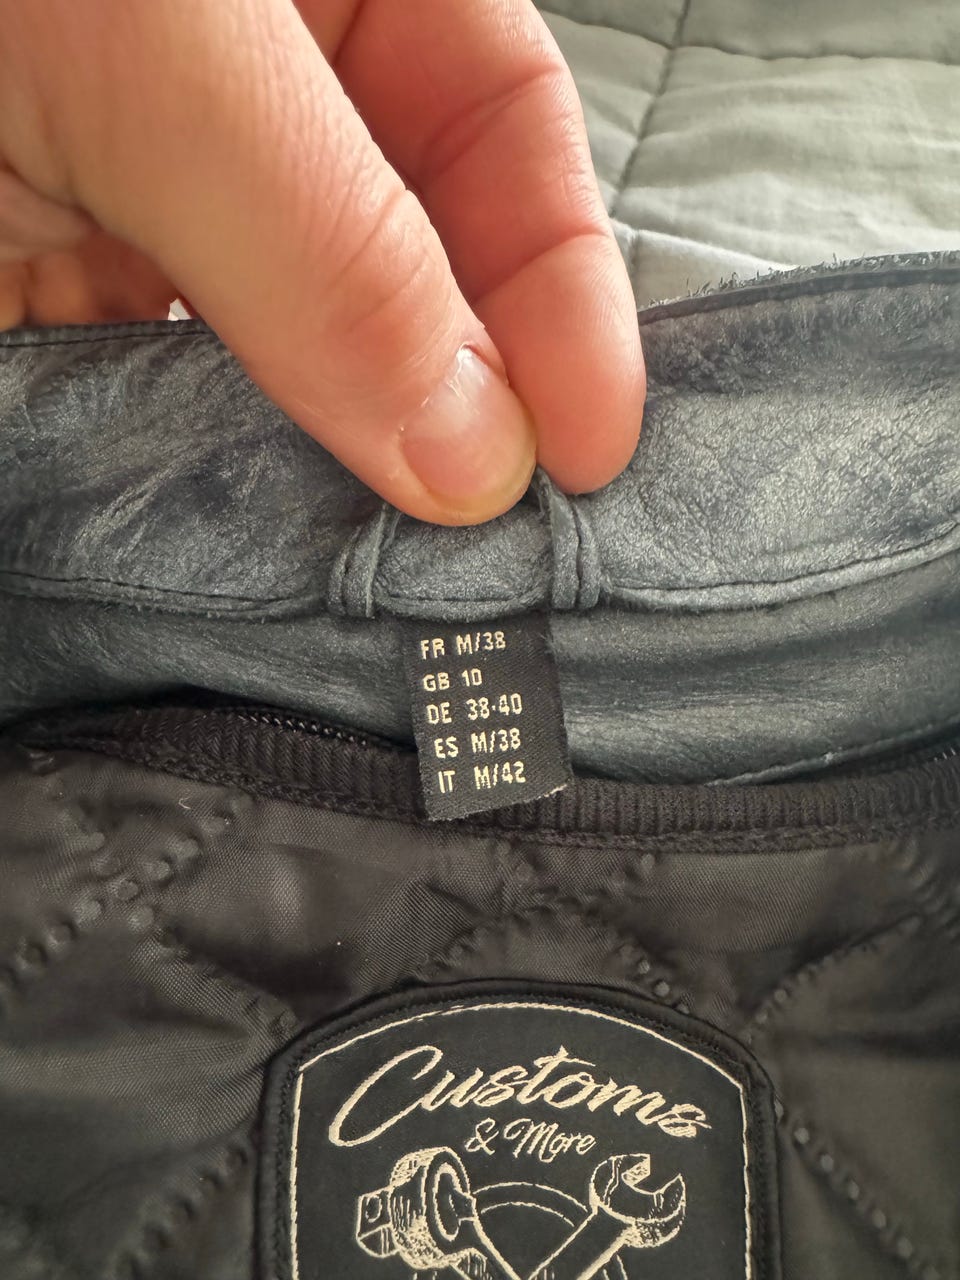 FR M/38
GB 10
DE 38-40
ES M/38
IT M/42
Customs
& More